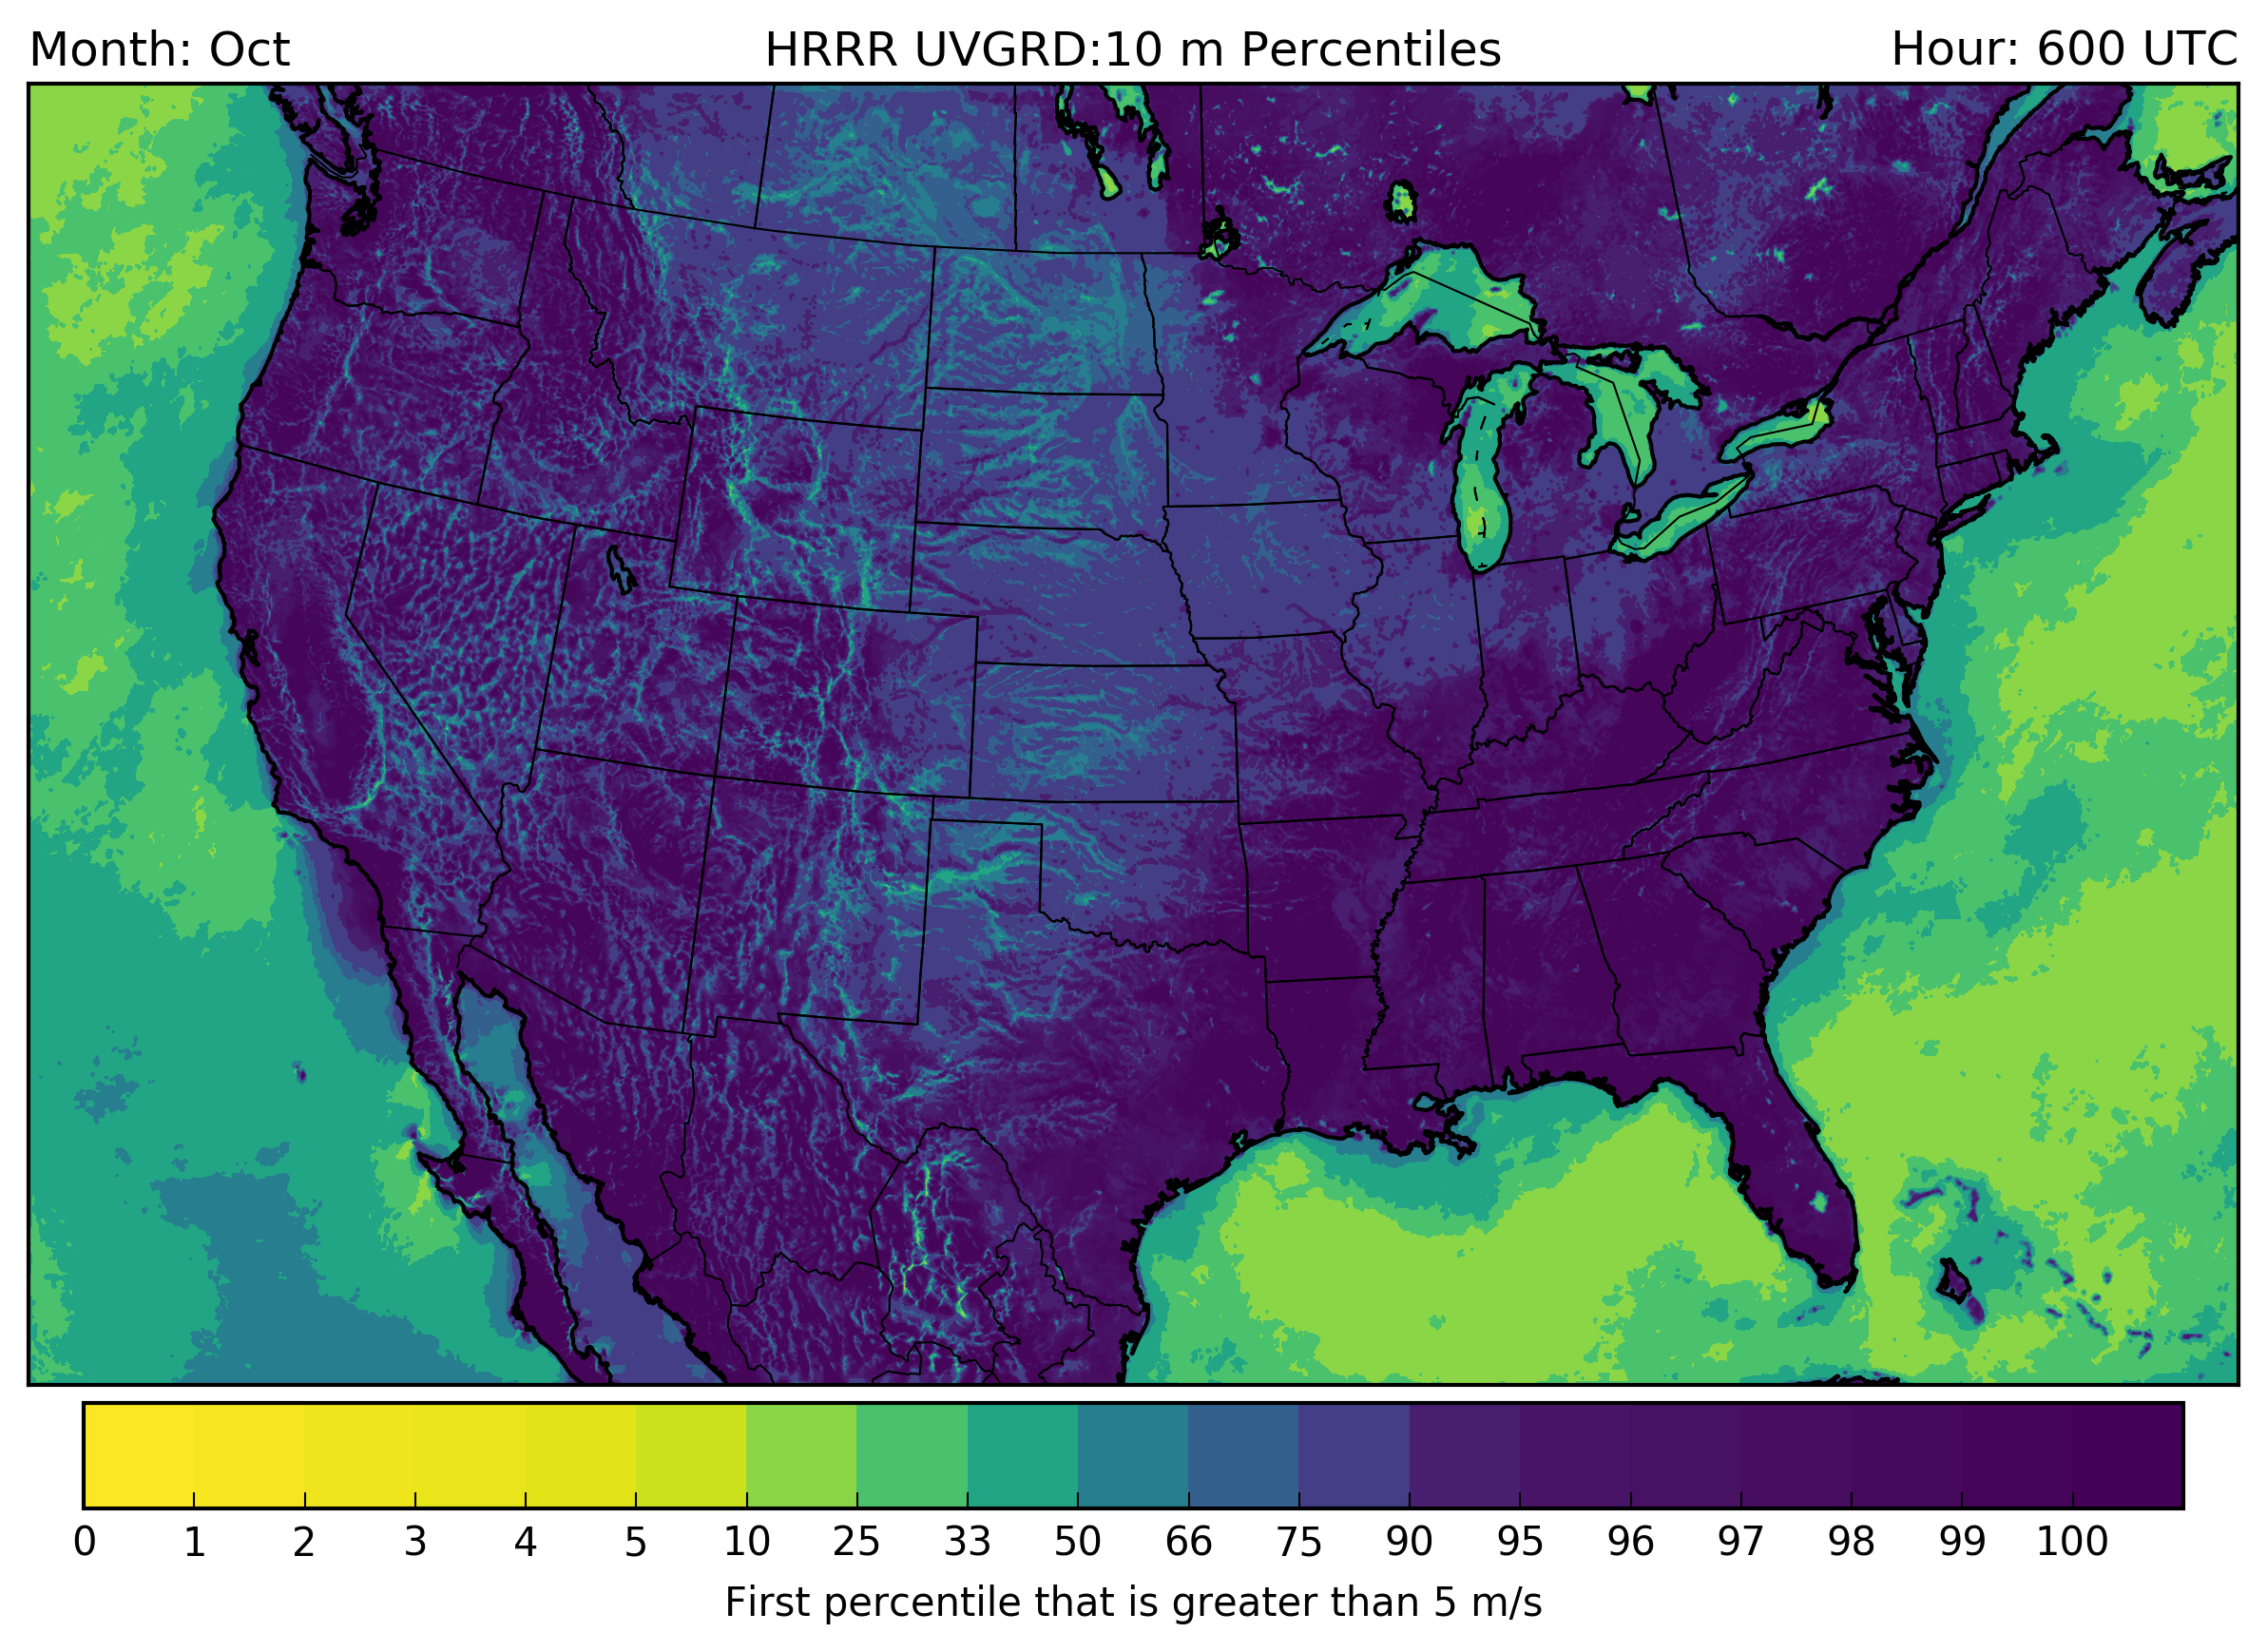 Month: Oct HRRR UVGRD:10 m Percentiles Hour: 600 UTC
0 1 2 3 4 5 10 25 33 50 66 75 90 95 96 97 98 99 100
First percentile that is greater than 5 m/s